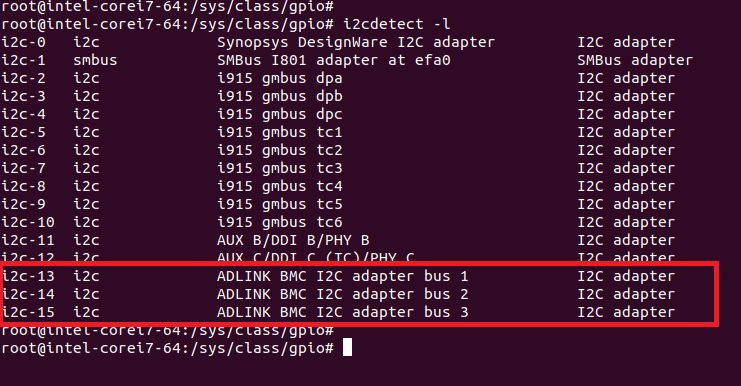 root@intel-corei7-64:/sys/class/gpio#
root@intel-corei7-64:/sys/class/gpio# i2cdetect -l
i2c-0 i2c Synopsys DesignWare I2C adapter I2C adapter
i2c-1 smbus SMBus I801 adapter at efa0 SMBus adapter
i2c-2 i2c i915 gmbus dpa I2C adapter
i2c-3 i2c i915 gmbus dpb I2C adapter
i2c-4 i2c i915 gmbus dpc I2C adapter
i2c-5 i2c i915 gmbus tc1 I2C adapter
i2c-6 i2c i915 gmbus tc2 I2C adapter
i2c-7 i2c i915 gmbus tc3 I2C adapter
i2c-8 i2c i915 gmbus tc4 I2C adapter
i2c-9 i2c i915 gmbus tc5 I2C adapter
i2c-10 i2c i915 gmbus tc6 I2C adapter
i2c-11 i2c AUX B/DDI B/PHY B I2C adapter
i2c-12 i2c AUX C/DDI C (TC)/PHY C I2C adapter
i2c-13 i2c ADLINK BMC I2C adapter bus 1 I2C adapter
i2c-14 i2c ADLINK BMC I2C adapter bus 2 I2C adapter
i2c-15 i2c ADLINK BMC I2C adapter bus 3 I2C adapter
root@intel-corei7-64:/sys/class/gpio#
root@intel-corei7-64:/sys/class/gpio#